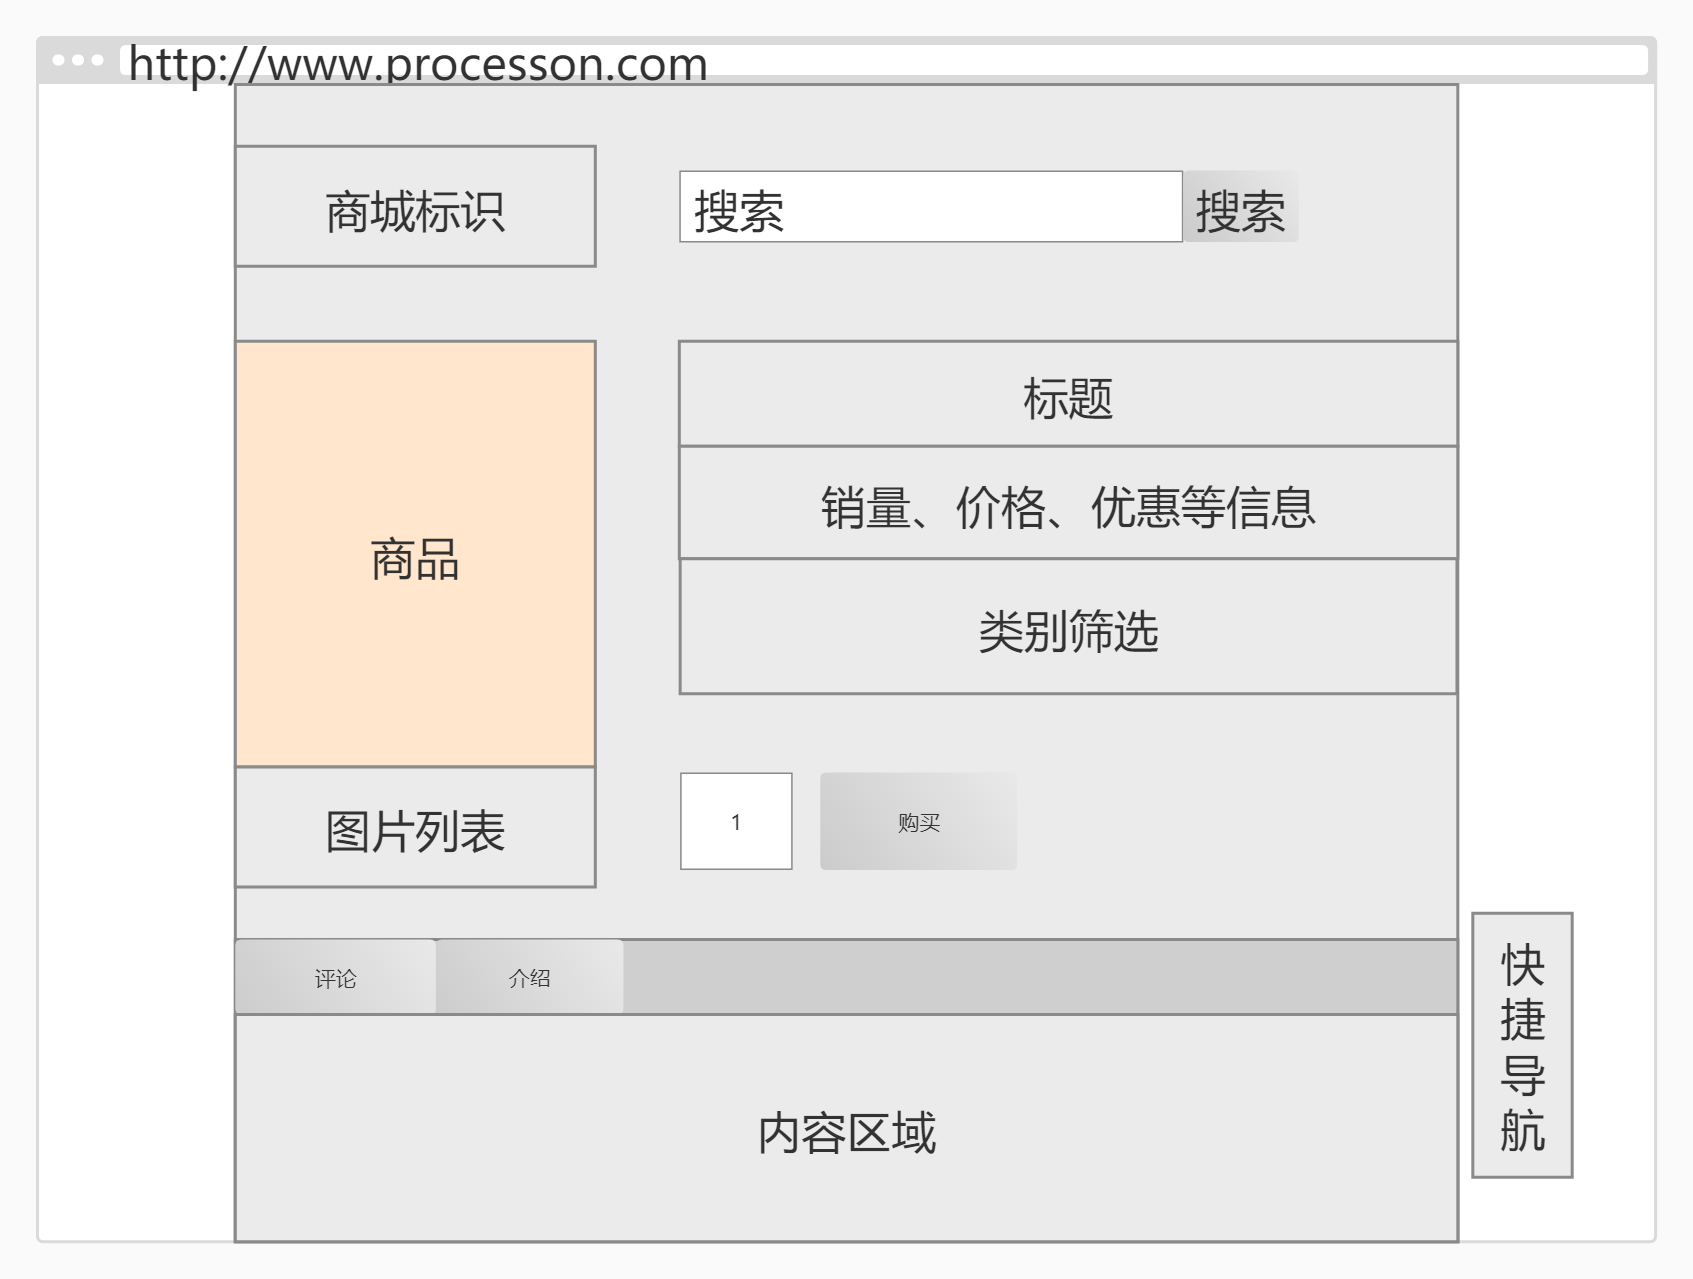 http://www.processon.com
商城标识
搜索
搜索
商品
标题
销量、价格、优惠等信息
类别筛选
图片列表
1
购买
评论
介绍
内容区域
快
捷
导
航